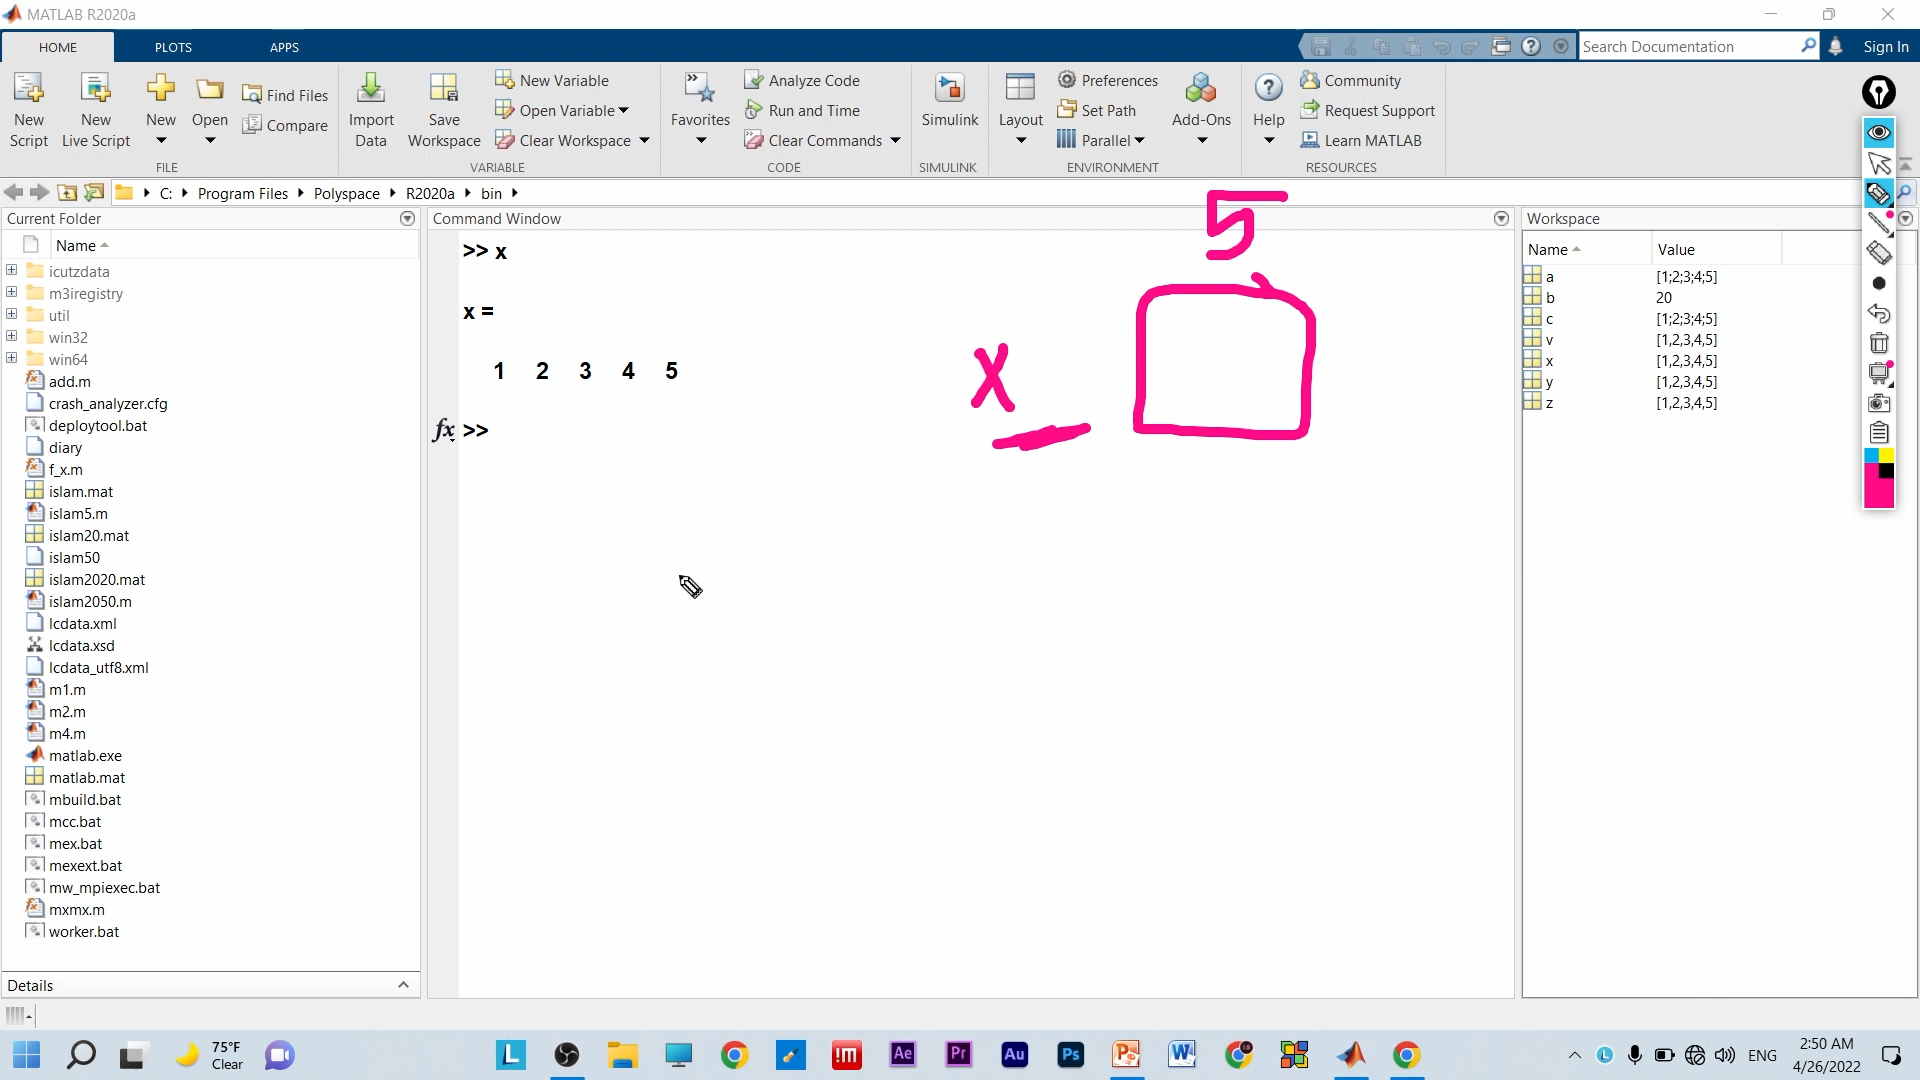 MATLAB R2020a
HOME PLOTS APPS
Search Documentation
Sign In
New Script
New Live Script
New
Open
Find Files
Compare
FILE
Import Data
Save Workspace
New Variable
Open Variable
Clear Workspace
VARIABLE
Favorites
Analyze Code
Run and Time
Clear Commands
CODE
Simulink
SIMULINK
Layout
Preferences
Set Path
Parallel
Add-Ons
ENVIRONMENT
Help
Community
Request Support
Learn MATLAB
RESOURCES
C: Program Files Polyspace R2020a bin
Current Folder
Name
icutzdata
m3iregistry
util
win32
win64
add.m
crash_analyzer.cfg
deploytool.bat
diary
f_x.m
islam.mat
islam5.m
islam20.mat
islam50
islam2020.mat
islam2050.m
lcdata.xml
lcdata.xsd
lcdata_utf8.xml
m1.m
m2.m
m4.m
matlab.exe
matlab.mat
mbuild.bat
mcc.bat
mex.bat
mexext.bat
mw_mpiexec.bat
mxmx.m
worker.bat
Details
Command Window
>> x
x =
1 2 3 4 5
fx >>
5
x
Workspace
Name Value
a [1;2;3;4;5]
b 20
c [1;2;3;4;5]
v [1,2,3,4,5]
x [1,2,3,4,5]
y [1,2,3,4,5]
z [1,2,3,4,5]
75°F
Clear
L
!M
Ae
Pr
Au
Ps
P
W
L
ENG
2:50 AM
4/26/2022